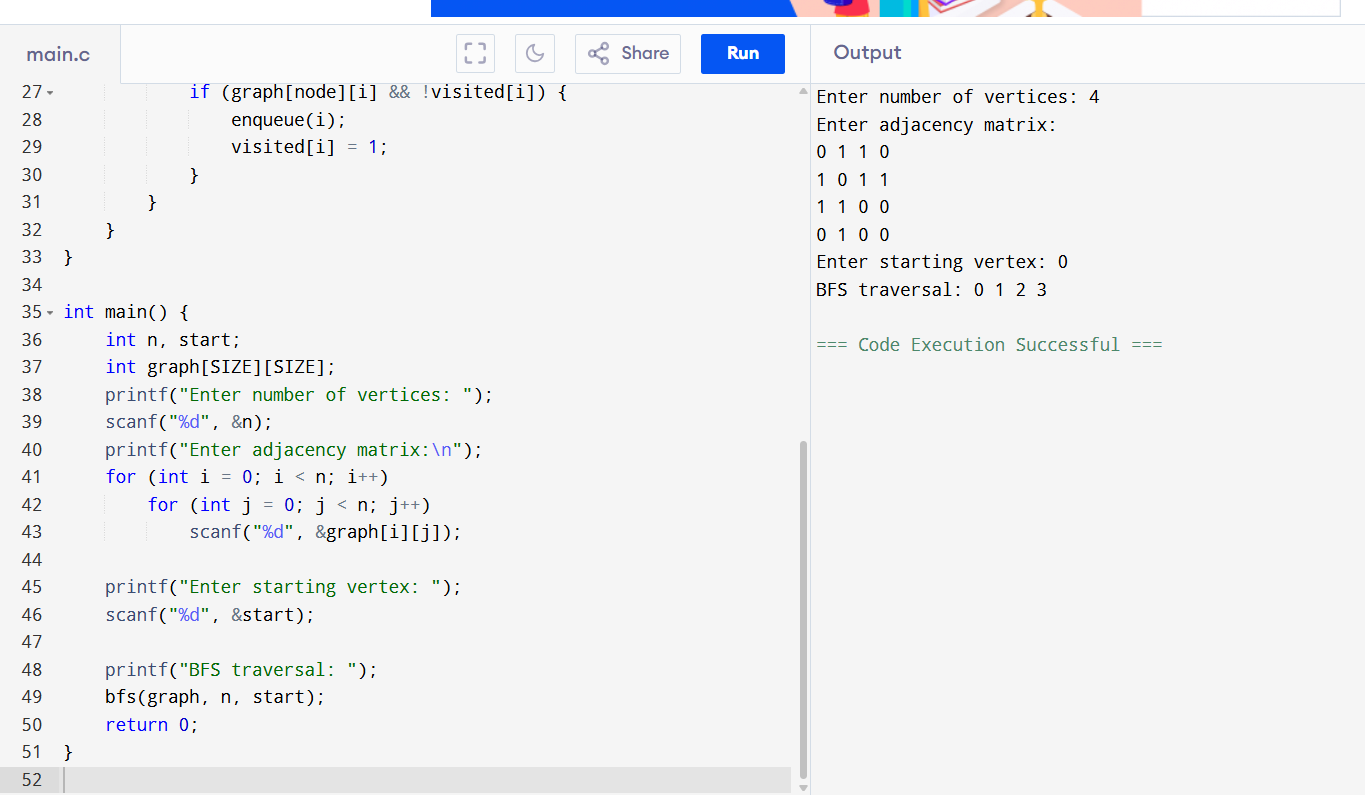 main.c
Share
Run
Output
27 if (graph[node][i] && !visited[i]) {
28 enqueue(i);
29 visited[i] = 1;
30 }
31 }
32 }
33 }
34
35 int main() {
36 int n, start;
37 int graph[SIZE][SIZE];
38 printf("Enter number of vertices: ");
39 scanf("%d", &n);
40 printf("Enter adjacency matrix:\n");
41 for (int i = 0; i < n; i++)
42 for (int j = 0; j < n; j++)
43 scanf("%d", &graph[i][j]);
44
45 printf("Enter starting vertex: ");
46 scanf("%d", &start);
47
48 printf("BFS traversal: ");
49 bfs(graph, n, start);
50 return 0;
51 }
52
Enter number of vertices: 4
Enter adjacency matrix:
0 1 1 0
1 0 1 1
1 1 0 0
0 1 0 0
Enter starting vertex: 0
BFS traversal: 0 1 2 3
=== Code Execution Successful ===